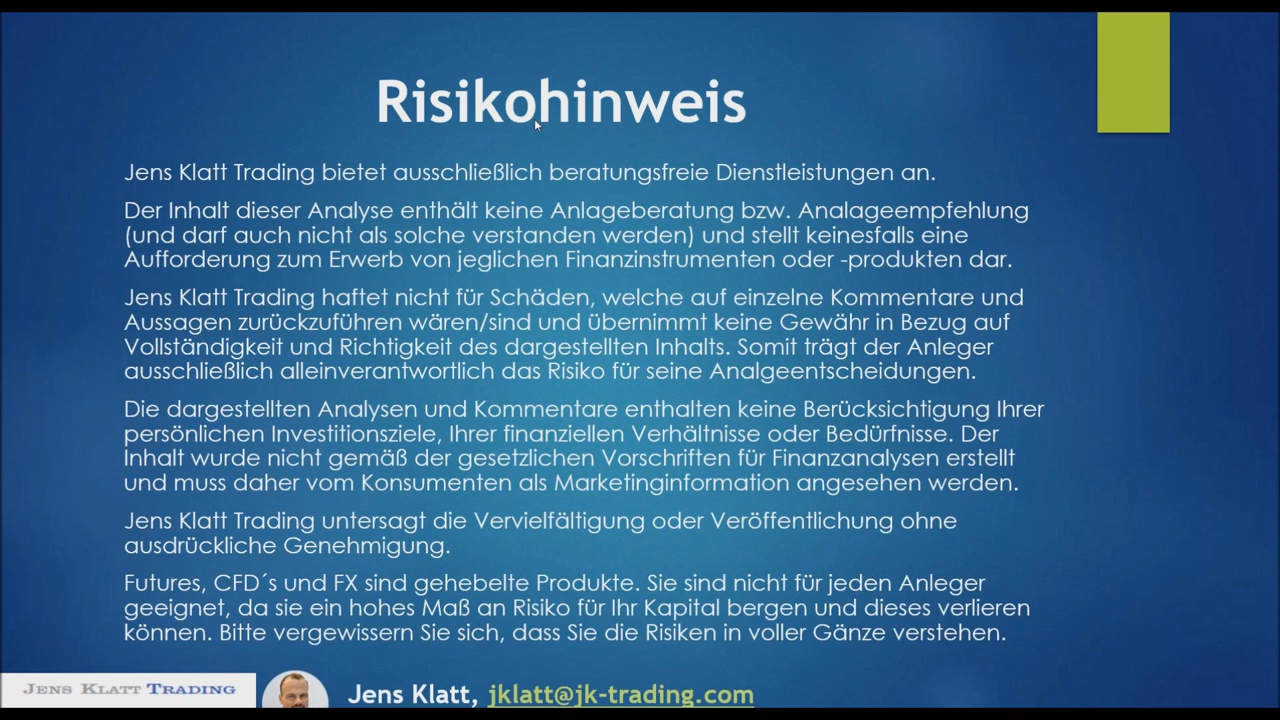 Risikohinweis
Jens Klatt Trading bietet ausschließlich beratungsfreie Dienstleistungen an.
Der Inhalt dieser Analyse enthält keine Anlageberatung bzw. Analageempfehlung
(und darf auch nicht als solche verstanden werden) und stellt keinesfalls eine
Aufforderung zum Erwerb von jeglichen Finanzinstrumenten oder -produkten dar.
Jens Klatt Trading haftet nicht für Schäden, welche auf einzelne Kommentare und
Aussagen zurückzuführen wären/sind und übernimmt keine Gewähr in Bezug auf
Vollständigkeit und Richtigkeit des dargestellten Inhalts. Somit trägt der Anleger
ausschließlich alleinverantwortlich das Risiko für seine Analgeentscheidungen.
Die dargestellten Analysen und Kommentare enthalten keine Berücksichtigung Ihrer
persönlichen Investitionsziele, Ihrer finanziellen Verhältnisse oder Bedürfnisse. Der
Inhalt wurde nicht gemäß der gesetzlichen Vorschriften für Finanzanalysen erstellt
und muss daher vom Konsumenten als Marketinginformation angesehen werden.
Jens Klatt Trading untersagt die Vervielfältigung oder Veröffentlichung ohne
ausdrückliche Genehmigung.
Futures, CFD´s und FX sind gehebelte Produkte. Sie sind nicht für jeden Anleger
geeignet, da sie ein hohes Maß an Risiko für Ihr Kapital bergen und dieses verlieren
können. Bitte vergewissern Sie sich, dass Sie die Risiken in voller Gänze verstehen.
JENS KLATT TRADING
Jens Klatt, jklatt@jk-trading.com